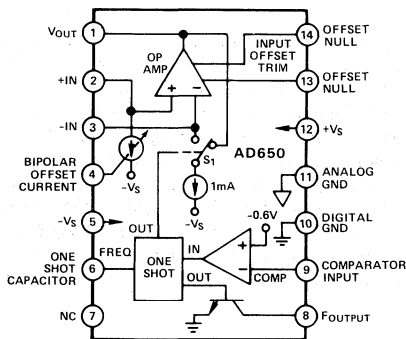 VOUT 1
+IN 2
-IN 3
BIPOLAR
OFFSET
CURRENT
4
-VS 5
ONE
SHOT
CAPACITOR
6
NC 7
OP
AMP
+ -
INPUT
OFFSET
TRIM
S1
AD650
1mA
-VS
-VS
-0.6V
OUT
FREQ
ONE
SHOT
IN
OUT
+
-
COMP
14 OFFSET
NULL
13 OFFSET
NULL
12 +VS
11 ANALOG
GND
10 DIGITAL
GND
9 COMPARATOR
INPUT
8 FOUTPUT